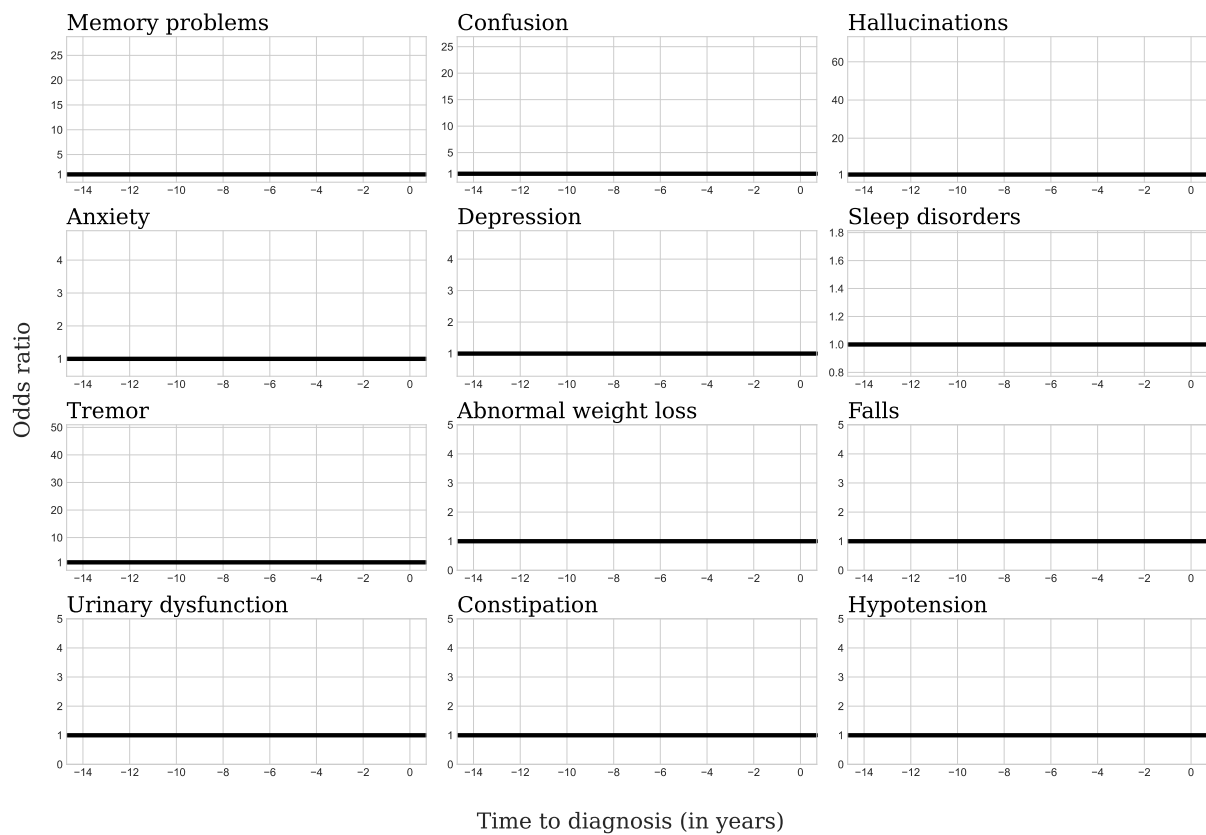 Memory problems Confusion Hallucinations
25 25 60
20 20 40
15 15 20
10 10 1
5 5
1 1
−14 −12 −10 −8 −6 −4 −2 0 −14 −12 −10 −8 −6 −4 −2 0 −14 −12 −10 −8 −6 −4 −2 0
Anxiety Depression Sleep disorders
4 4 1.8
3 3 1.6
2 2 1.4
1 1 1.2
1.0
0.8
−14 −12 −10 −8 −6 −4 −2 0 −14 −12 −10 −8 −6 −4 −2 0 −14 −12 −10 −8 −6 −4 −2 0
Odds ratio
Tremor Abnormal weight loss Falls
50 5 5
40 4 4
30 3 3
20 2 2
10 1 1
1 0 0
−14 −12 −10 −8 −6 −4 −2 0 −14 −12 −10 −8 −6 −4 −2 0 −14 −12 −10 −8 −6 −4 −2 0
Urinary dysfunction Constipation Hypotension
5 5 5
4 4 4
3 3 3
2 2 2
1 1 1
0 0 0
−14 −12 −10 −8 −6 −4 −2 0 −14 −12 −10 −8 −6 −4 −2 0 −14 −12 −10 −8 −6 −4 −2 0
Time to diagnosis (in years)